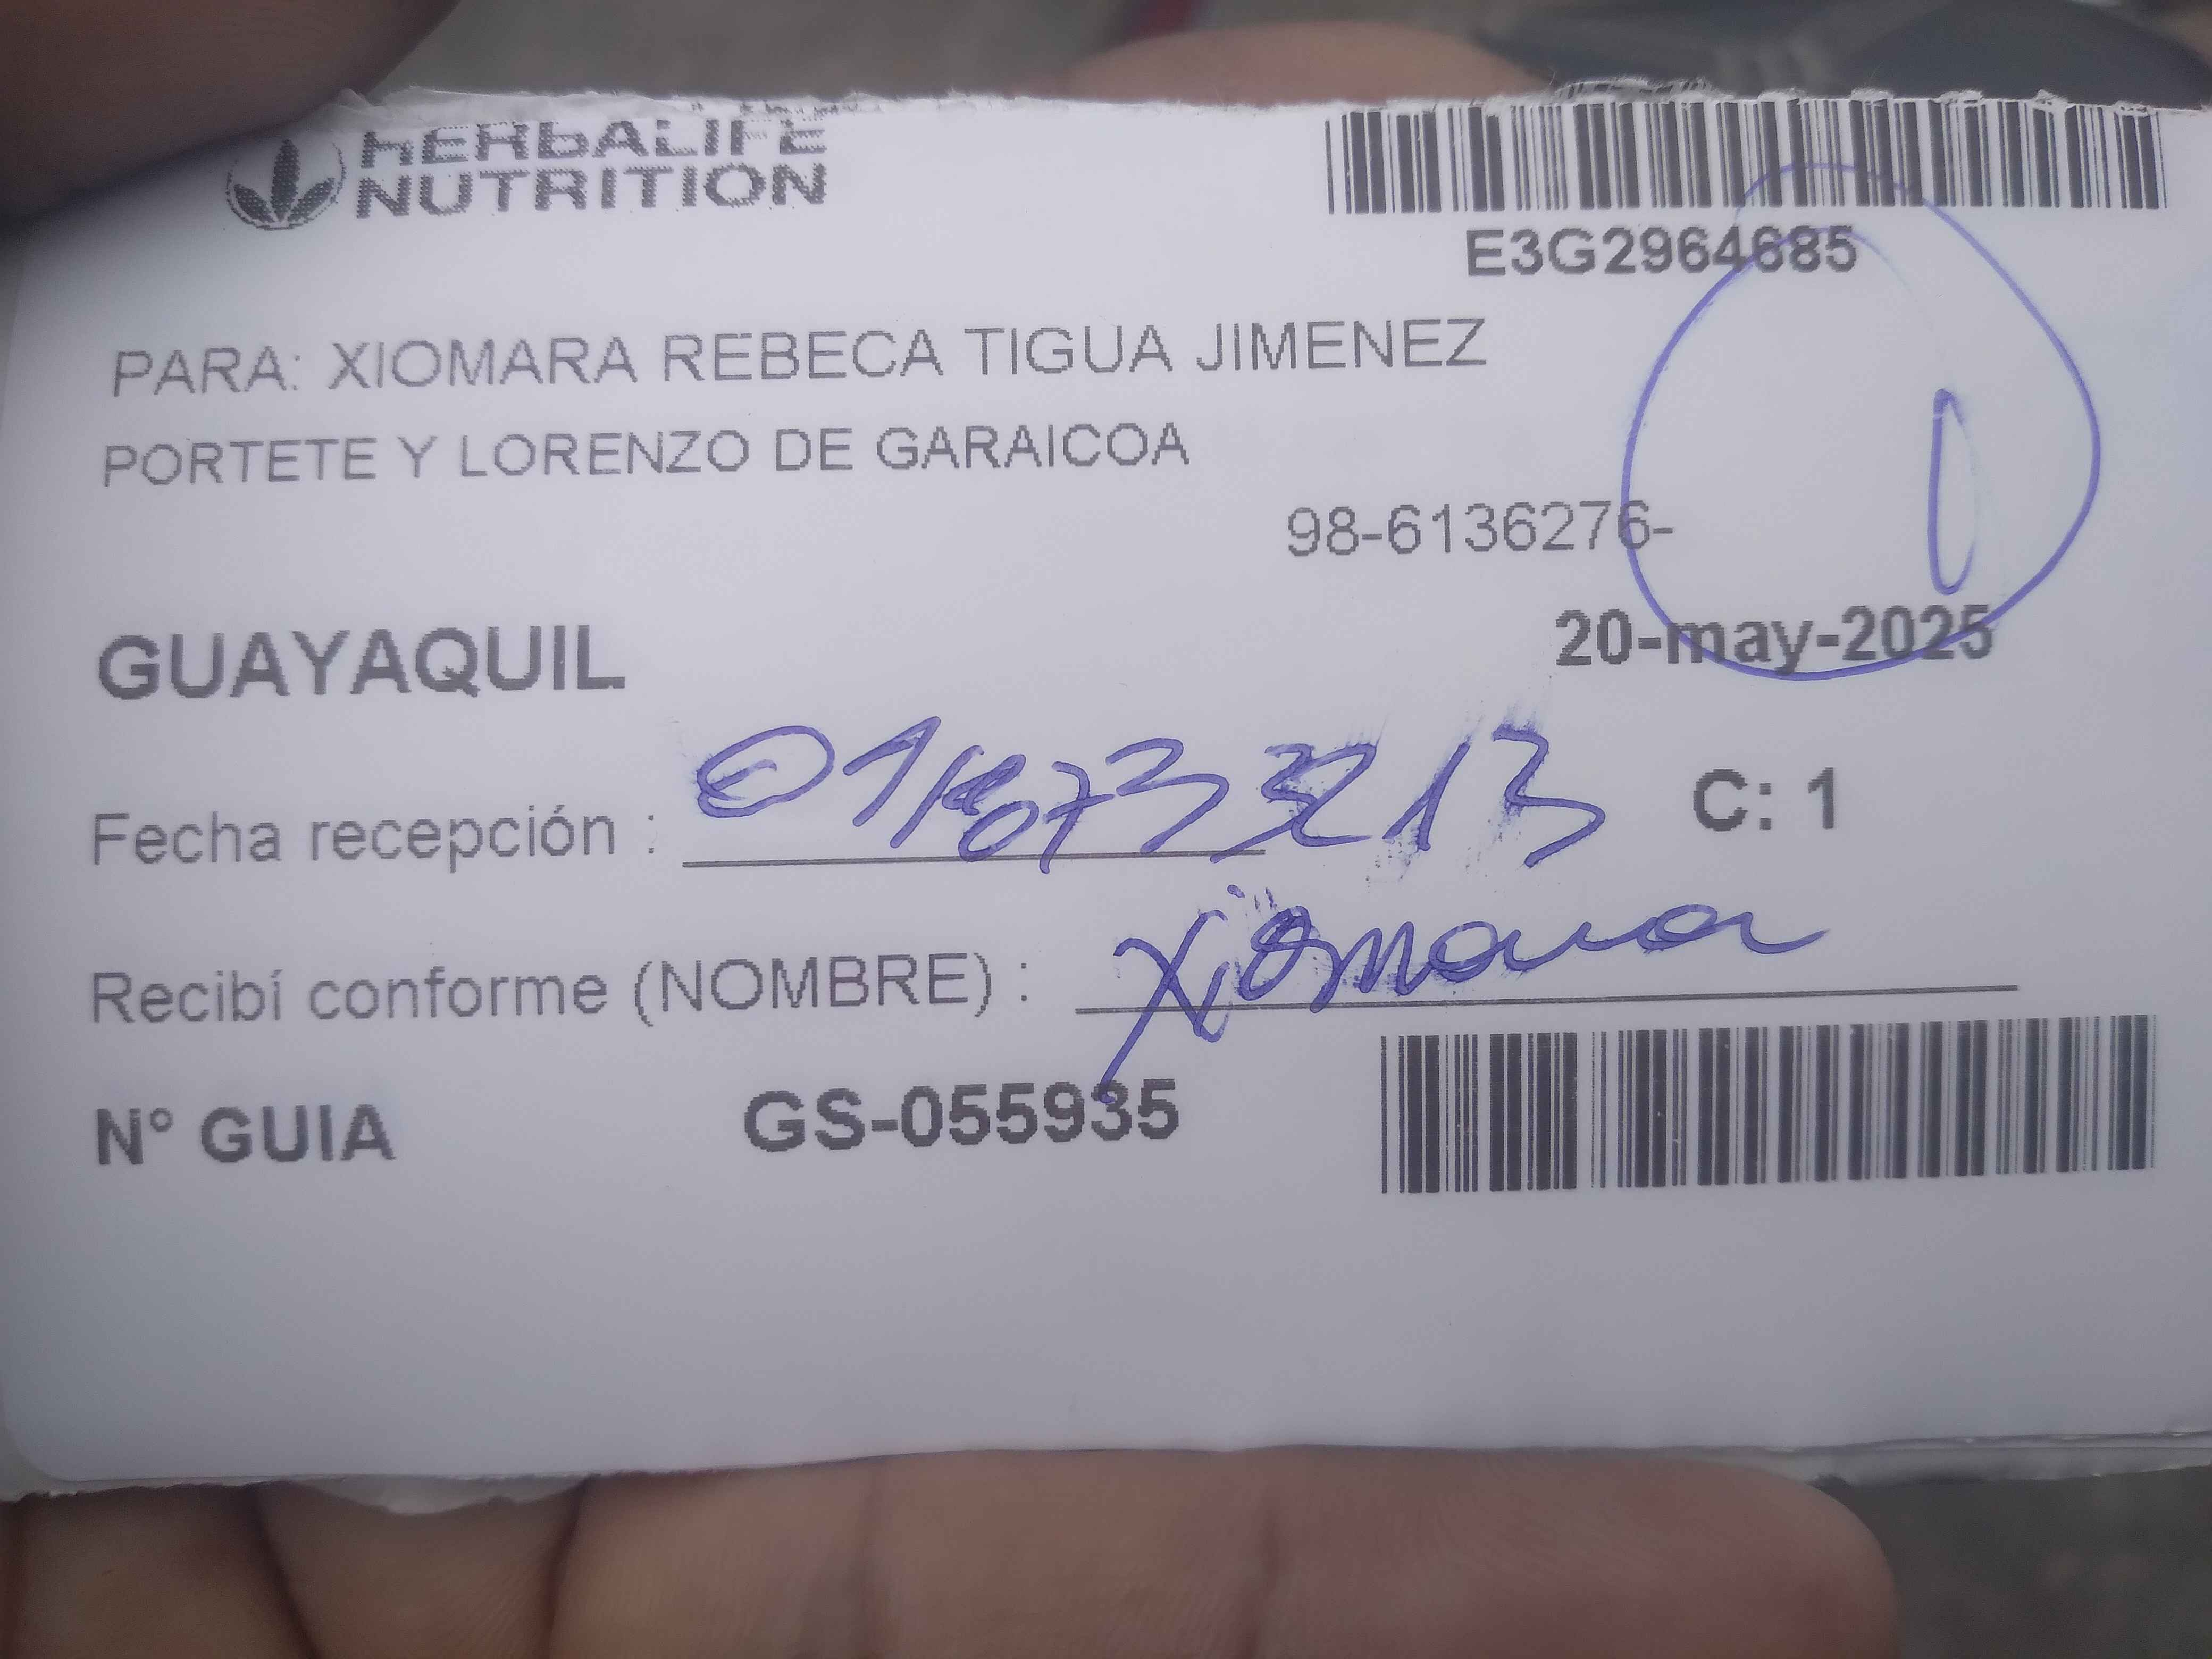 HERBALIFE
NUTRITION
E3G2964685
PARA: XIOMARA REBECA TIGUA JIMENEZ
PORTETE Y LORENZO DE GARAICOA
98-6136276-
GUAYAQUIL
20-may-2025
Fecha recepción :
C: 1
Recibí conforme (NOMBRE) : Xiomara
N° GUIA GS-055935